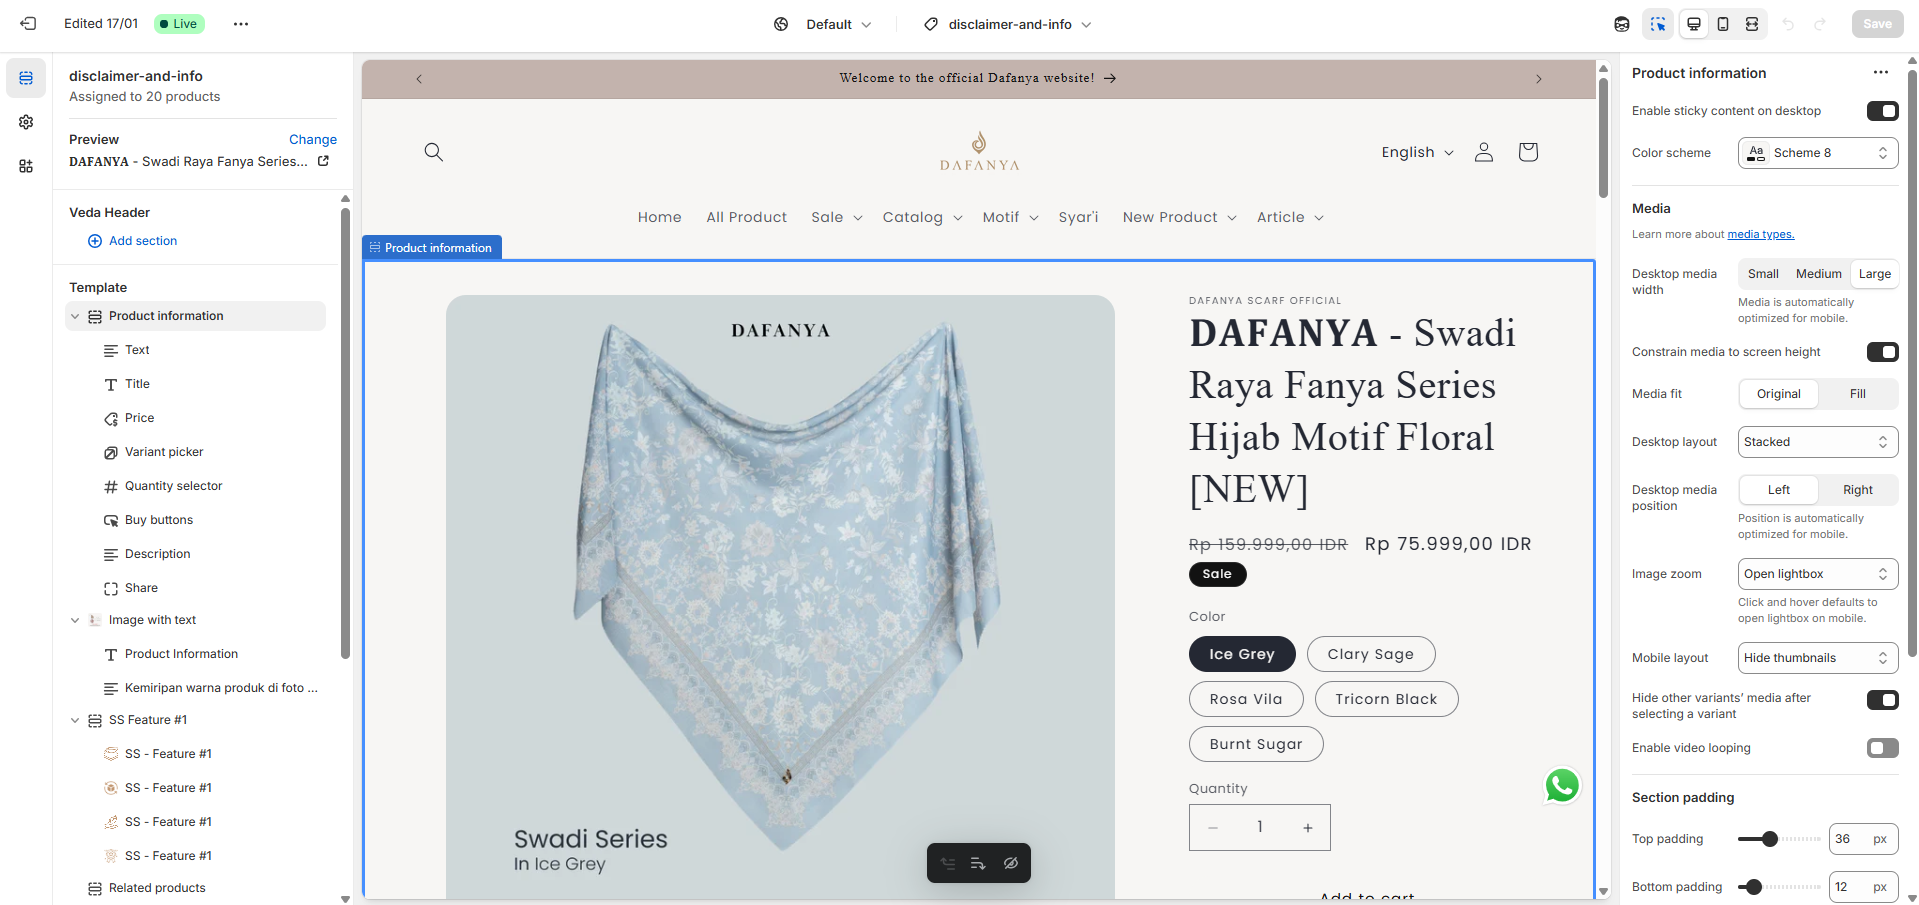 Edited 17/01
Live
Default
disclaimer-and-info
Save
disclaimer-and-info
Assigned to 20 products
Preview
Change
DAFANYA - Swadi Raya Fanya Series...
Veda Header
Add section
Template
Product information
Text
Title
Price
Variant picker
Quantity selector
Buy buttons
Description
Share
Image with text
Product Information
Kemiripan warna produk di foto ...
SS Feature #1
SS - Feature #1
SS - Feature #1
SS - Feature #1
SS - Feature #1
Related products
Welcome to the official Dafanya website!
DAFANYA
English
Home
All Product
Sale
Catalog
Motif
Syar'i
New Product
Article
Product information
DAFANYA
Swadi Series
In Ice Grey
DAFANYA SCARF OFFICIAL
DAFANYA - Swadi
Raya Fanya Series
Hijab Motif Floral
[NEW]
Rp 159.999,00 IDR Rp 75.999,00 IDR
Sale
Color
Ice Grey
Clary Sage
Rosa Vila
Tricorn Black
Burnt Sugar
Quantity
1
Add to cart
Product information
Enable sticky content on desktop
Color scheme
Aa
Scheme 8
Media
Learn more about media types.
Desktop media
width
Small
Medium
Large
Media is automatically
optimized for mobile.
Constrain media to screen height
Media fit
Original
Fill
Desktop layout
Stacked
Desktop media
position
Left
Right
Position is automatically
optimized for mobile.
Image zoom
Open lightbox
Click and hover defaults to
open lightbox on mobile.
Mobile layout
Hide thumbnails
Hide other variants’ media after
selecting a variant
Enable video looping
Section padding
Top padding
36 px
Bottom padding
12 px